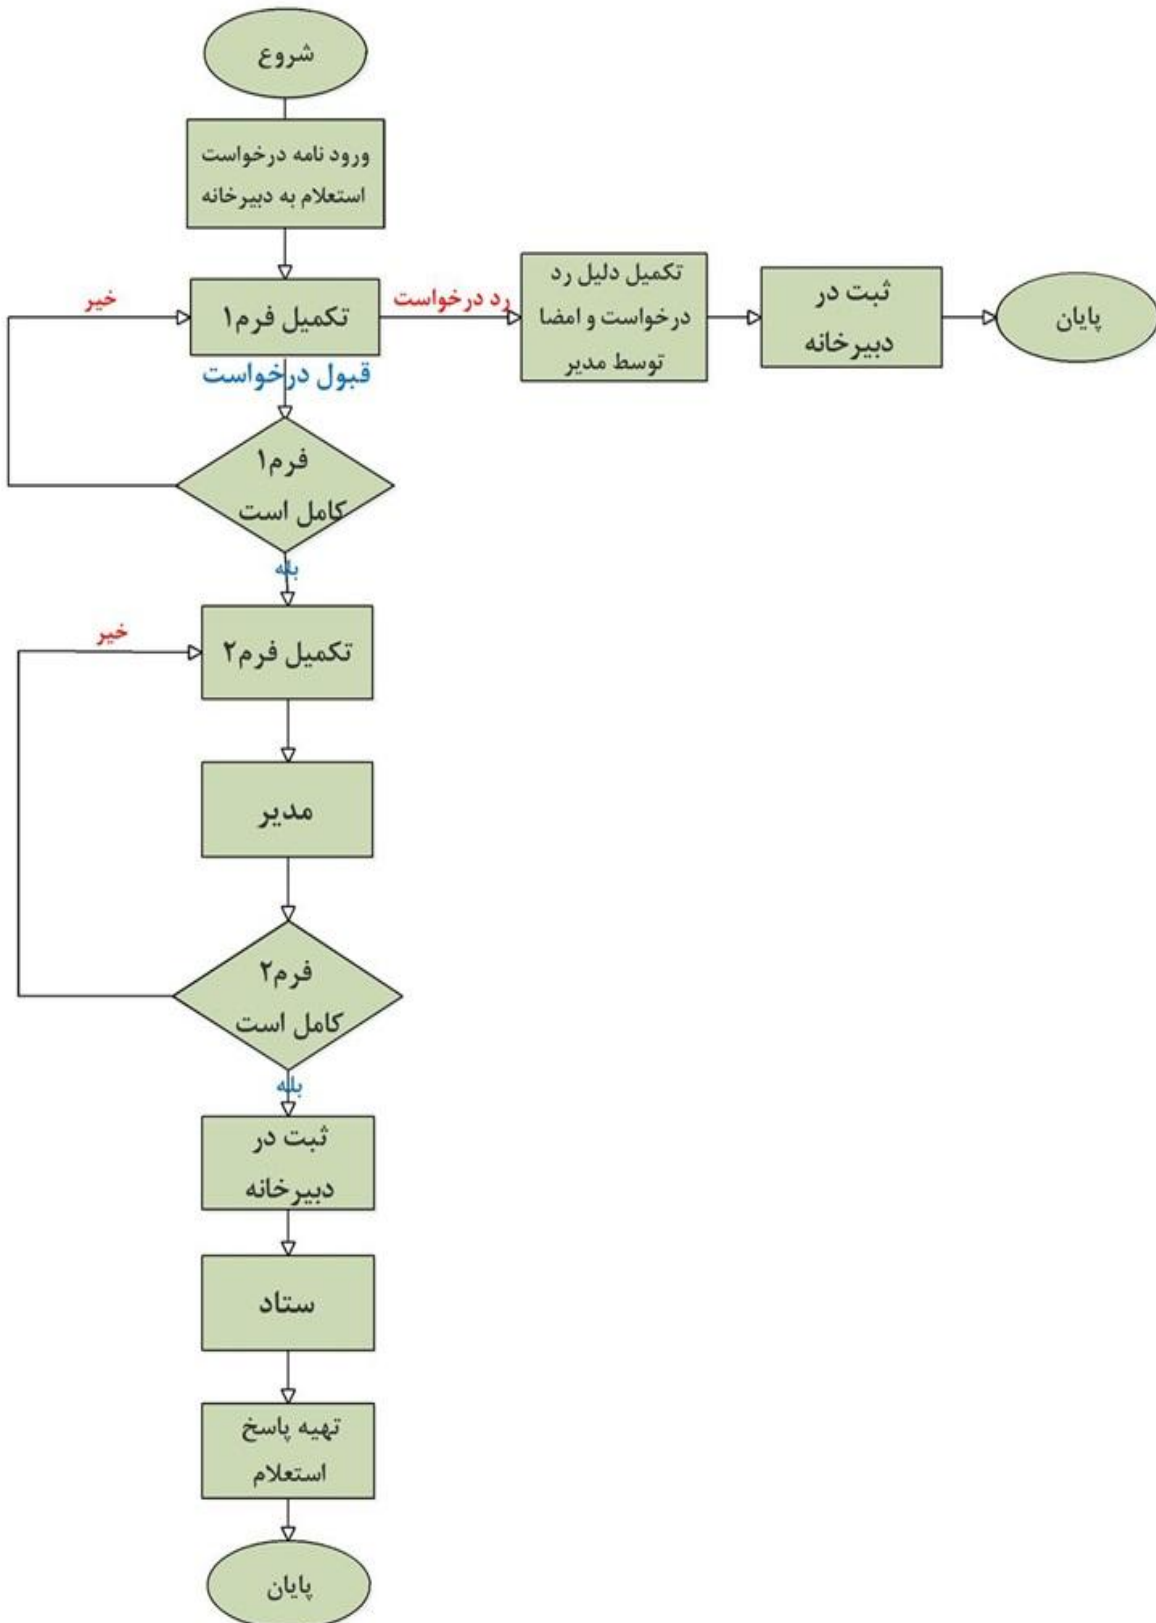 شروع
ورود نامه درخواست
استعلام به دبیرخانه
خیر
تکمیل فرم۱
رد درخواست
تکمیل دلیل رد
درخواست و امضا
توسط مدیر
ثبت در
دبیرخانه
پایان
قبول درخواست
فرم۱
کامل است
بله
خیر
تکمیل فرم۲
مدیر
فرم۲
کامل است
بله
ثبت در
دبیرخانه
ستاد
تهیه پاسخ
استعلام
پایان